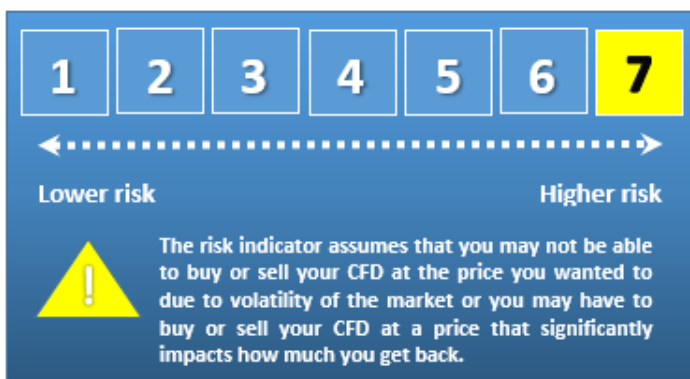 1 2 3 4 5 6 7
Lower risk Higher risk
!
The risk indicator assumes that you may not be able
to buy or sell your CFD at the price you wanted to
due to volatility of the market or you may have to
buy or sell your CFD at a price that significantly
impacts how much you get back.